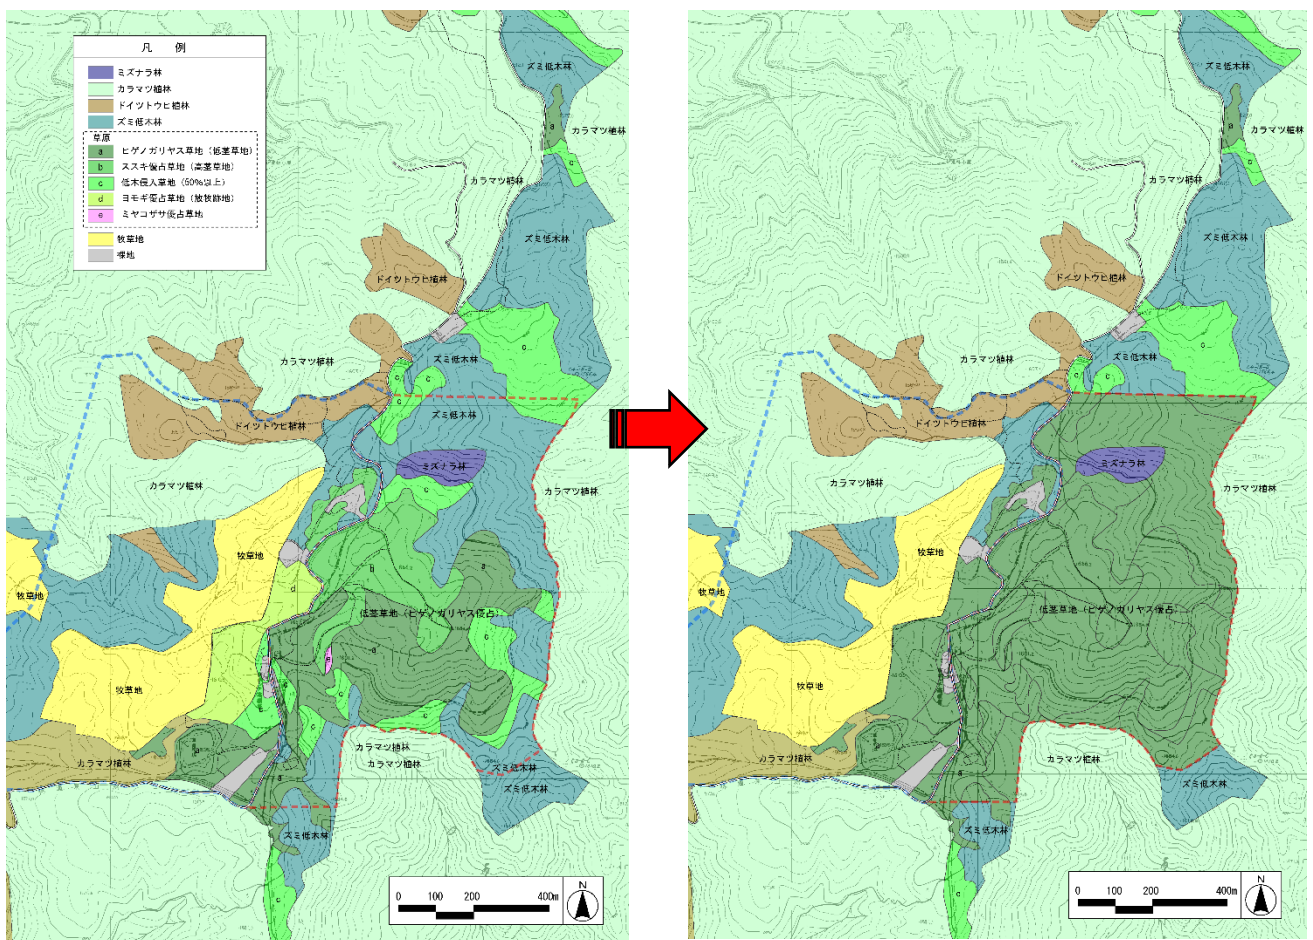 凡 例
ミズナラ林
カラマツ植林
ドイツトウヒ植林
ズミ低木林
草原
a ヒゲノガリヤス草地 (低茎草地)
b ススキ優占草地 (高茎草地)
c 低木侵入草地 (50%以上)
d ヨモギ優占草地 (放牧跡地)
e ミヤコザサ優占草地
牧草地
裸地
ズミ低木林
a
カラマツ植林
c
カラマツ植林
ズミ低木林
ドイツトウヒ植林
c
カラマツ植林
ズミ低木林
c
c
c
ズミ低木林
ドイツトウヒ植林
ミズナラ林
カラマツ植林
カラマツ植林
c
牧草地
b
a
d
牧草地
低茎草地 (ヒゲノガリヤス優占)
c
a
e
牧草地
c
c
c
a
カラマツ植林
カラマツ植林
カラマツ植林
ズミ低木林
a
ズミ低木林
ズミ低木林
c
0 100 200 400m
N
ズミ低木林
a
カラマツ植林
c
カラマツ植林
ズミ低木林
ドイツトウヒ植林
c
カラマツ植林
ズミ低木林
c
c
ドイツトウヒ植林
ミズナラ林
カラマツ植林
カラマツ植林
牧草地
牧草地
低茎草地 (ヒゲノガリヤス優占)
牧草地
a
カラマツ植林
カラマツ植林
a
ズミ低木林
ズミ低木林
c
0 100 200 400m
N